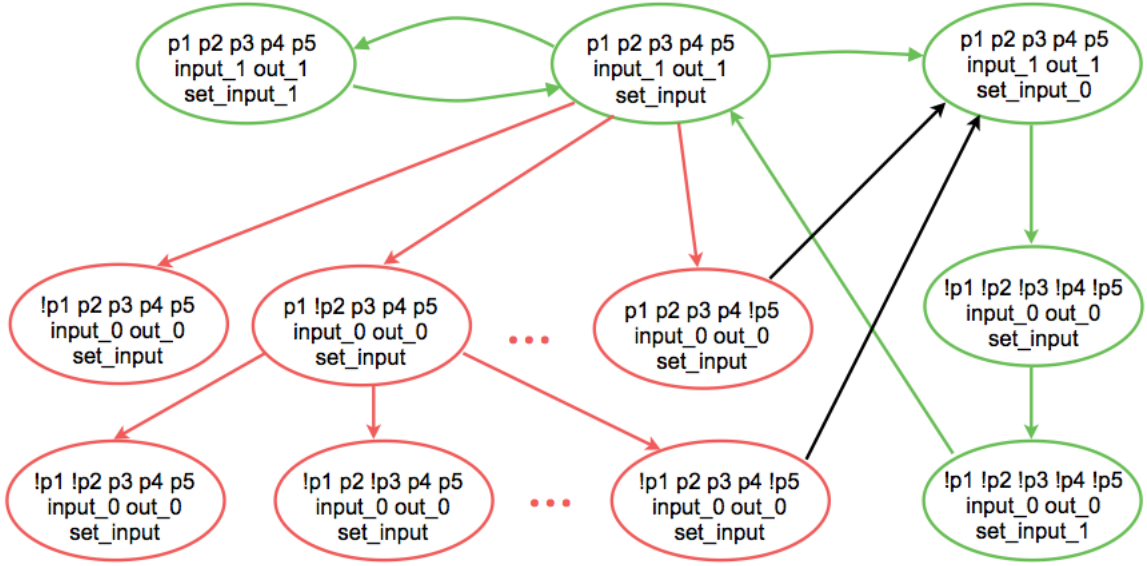 p1 p2 p3 p4 p5
input_1 out_1
set_input_1
p1 p2 p3 p4 p5
input_1 out_1
set_input
p1 p2 p3 p4 p5
input_1 out_1
set_input_0
!p1 p2 p3 p4 p5
input_0 out_0
set_input
p1 !p2 p3 p4 p5
input_0 out_0
set_input
...
p1 p2 p3 p4 !p5
input_0 out_0
set_input
!p1 !p2 !p3 !p4 !p5
input_0 out_0
set_input
!p1 !p2 p3 p4 p5
input_0 out_0
set_input
!p1 p2 !p3 p4 p5
input_0 out_0
set_input
...
!p1 p2 p3 p4 !p5
input_0 out_0
set_input
!p1 !p2 !p3 !p4 !p5
input_0 out_0
set_input_1